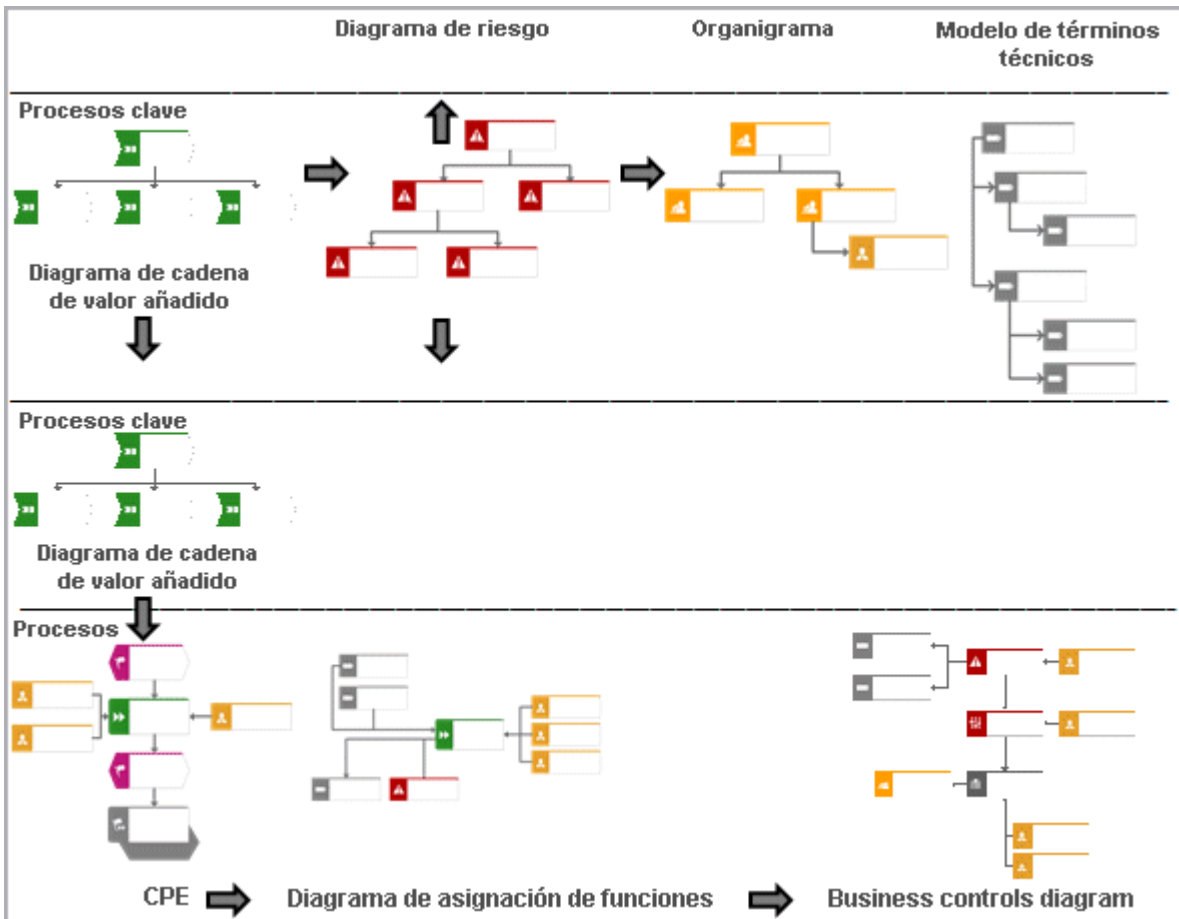 Diagrama de riesgo
Organigrama
Modelo de términos
técnicos
Procesos clave
Diagrama de cadena
de valor añadido
Procesos clave
Diagrama de cadena
de valor añadido
Procesos
CPE
Diagrama de asignación de funciones
Business controls diagram